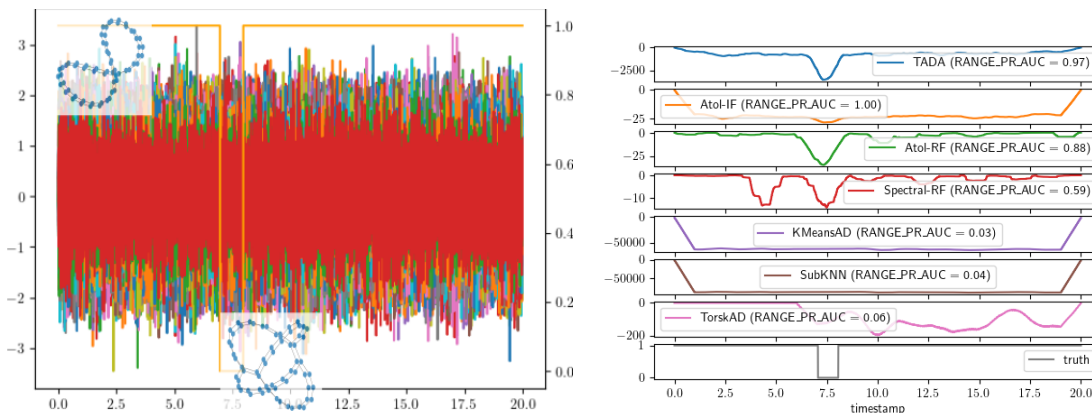 3
2
1
0
−1
−2
−3
1.0
0.8
0.6
0.4
0.2
0.0
0.0 2.5 5.0 7.5 10.0 12.5 15.0 17.5 20.0
0
−2500
TADA (RANGE_PR_AUC = 0.97)
0
−25
Atol-IF (RANGE_PR_AUC = 1.00)
0
−25
Atol-RF (RANGE_PR_AUC = 0.88)
0
−10
Spectral-RF (RANGE_PR_AUC = 0.59)
0
−50000
KMeansAD (RANGE_PR_AUC = 0.03)
0
−50000
SubKNN (RANGE_PR_AUC = 0.04)
0
−200
TorskAD (RANGE_PR_AUC = 0.06)
1
0
truth
0.0 2.5 5.0 7.5 10.0 12.5 15.0 17.5 20.0
timestamp